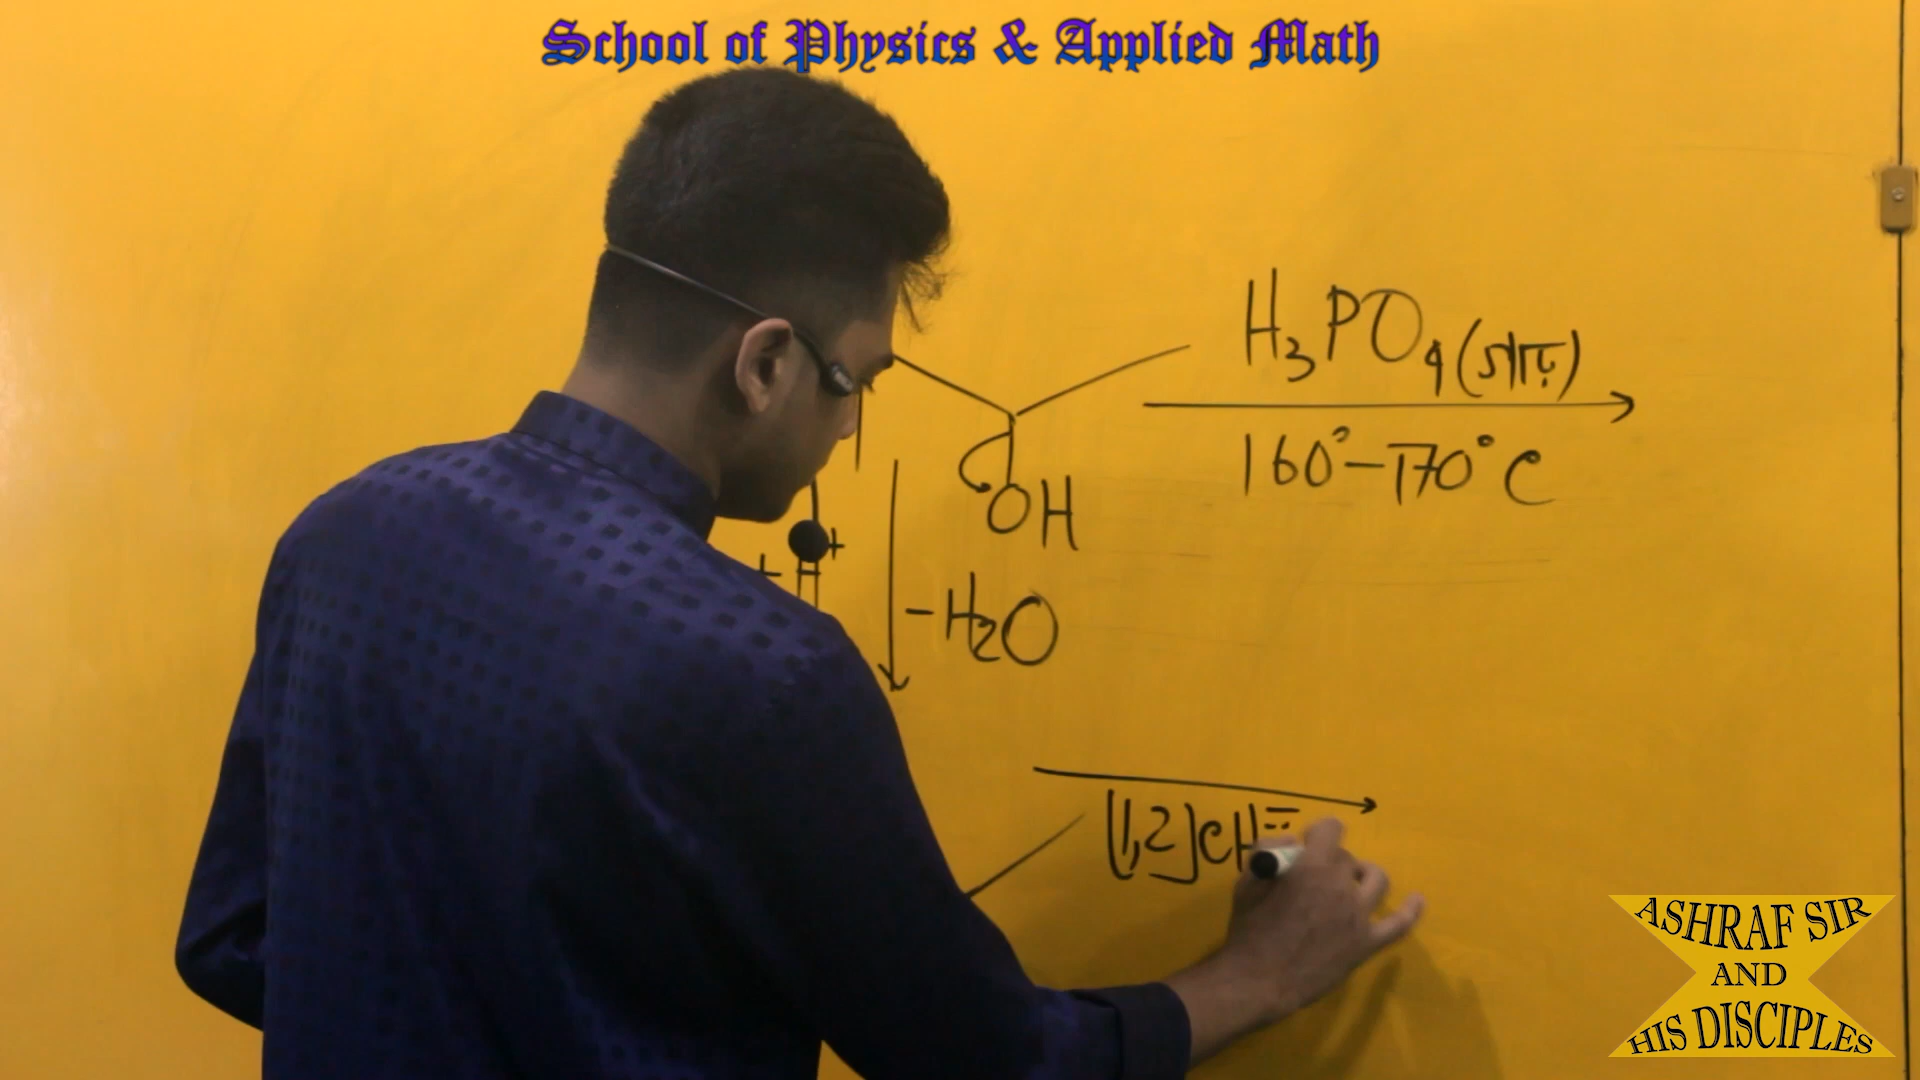 School of Physics & Applied Math
H₃PO₄(গাঢ়)
160°-170°C
OH
+
-H₂O
[1,2]CH
ASHRAF SIR
AND
HIS DISCIPLES